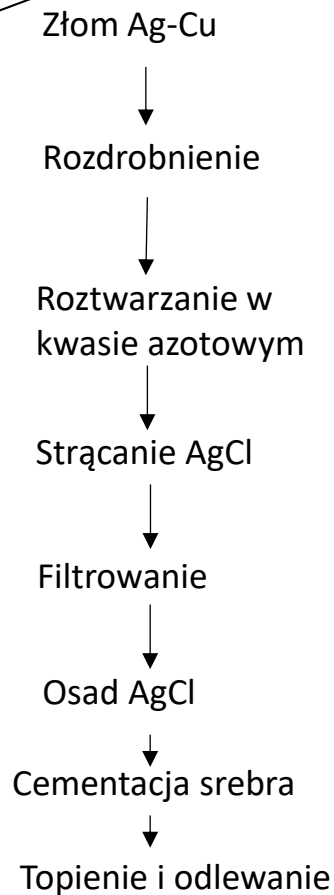 Złom Ag-Cu
Rozdrobnienie
Roztwarzanie w
kwasie azotowym
Strącanie AgCl
Filtrowanie
Osad AgCl
Cementacja srebra
Topienie i odlewanie